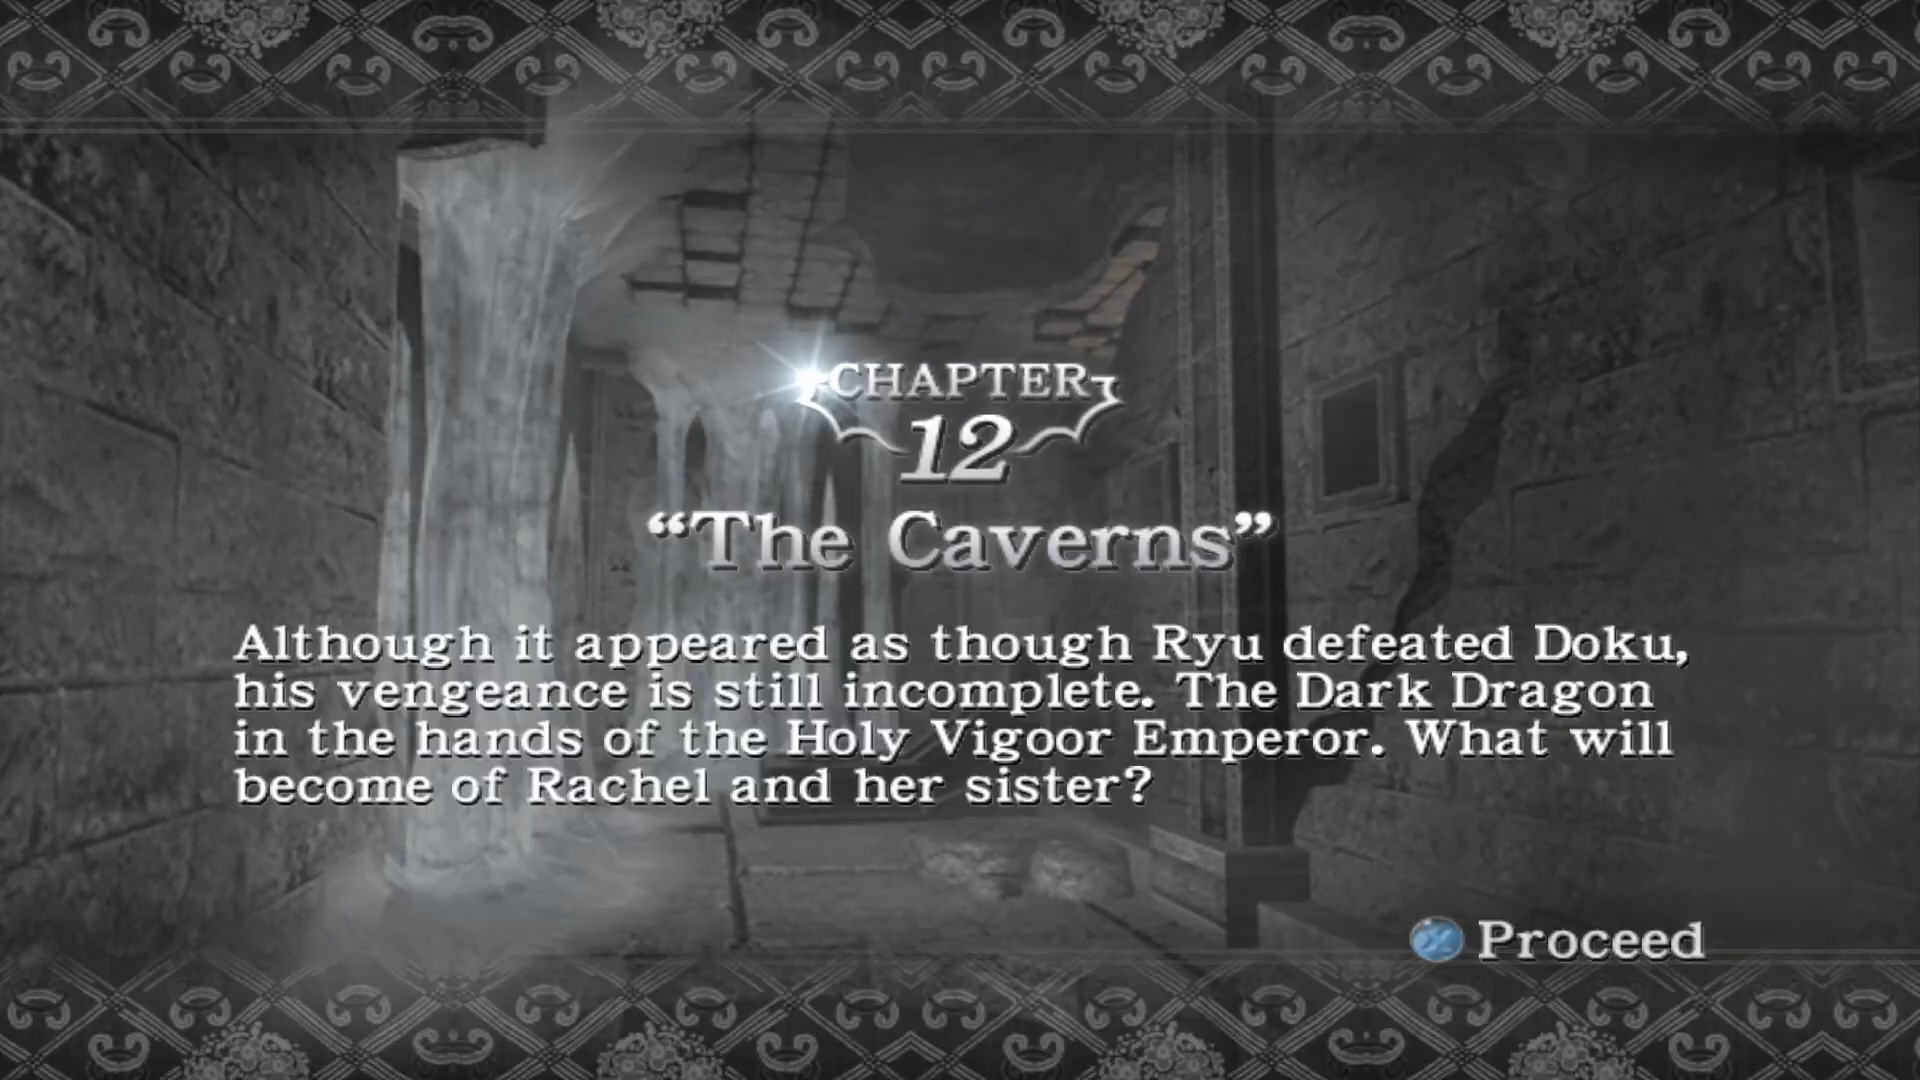 CHAPTER
12
“The Caverns”
Although it appeared as though Ryu defeated Doku,
his vengeance is still incomplete. The Dark Dragon
in the hands of the Holy Vigoor Emperor. What will
become of Rachel and her sister?
Proceed